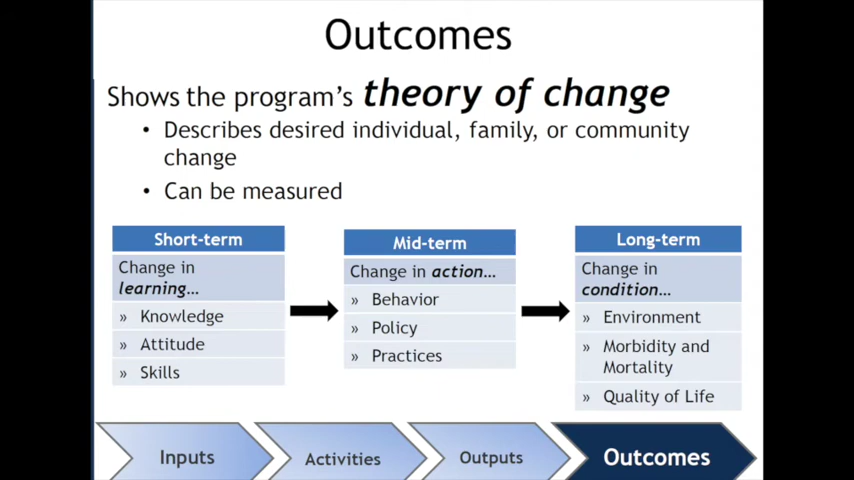 Outcomes
Shows the program's theory of change
• Describes desired individual, family, or community
change
• Can be measured
Short-term
Change in
learning…
» Knowledge
» Attitude
» Skills
Mid-term
Change in action…
» Behavior
» Policy
» Practices
Long-term
Change in
condition…
» Environment
» Morbidity and
Mortality
» Quality of Life
Inputs
Activities
Outputs
Outcomes